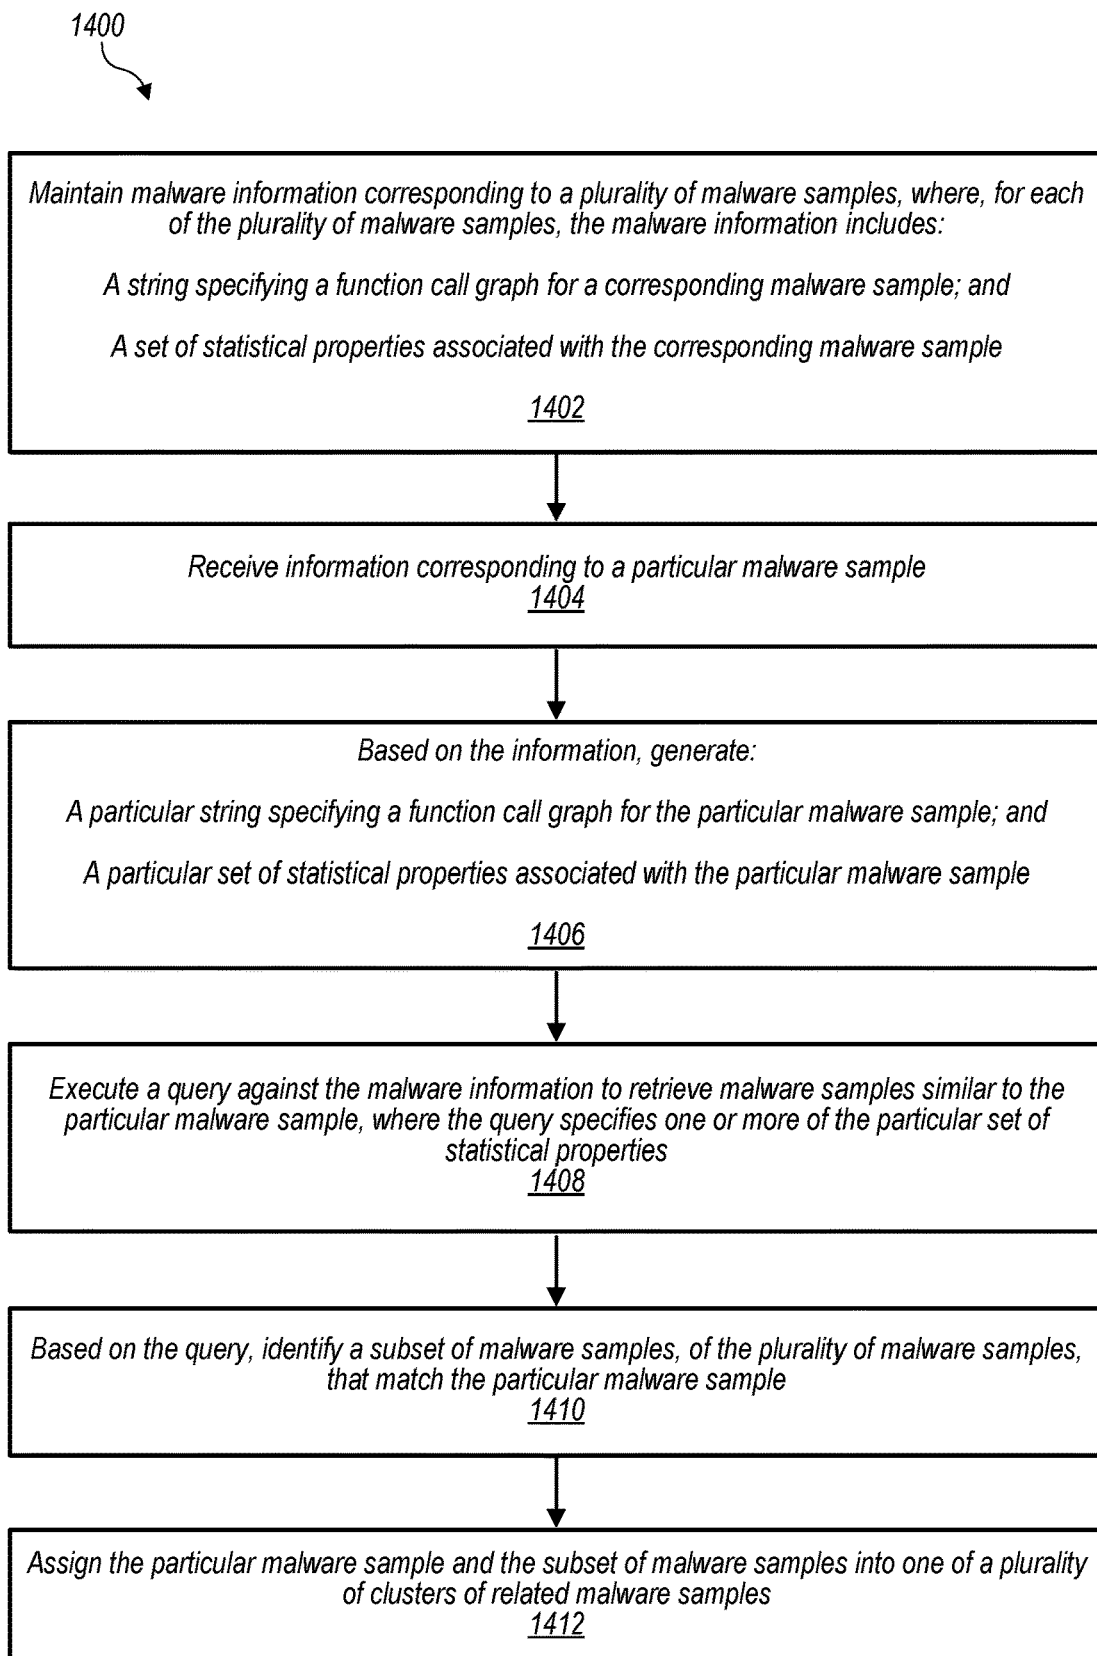 1400
Maintain malware information corresponding to a plurality of malware samples, where, for each
of the plurality of malware samples, the malware information includes:
A string specifying a function call graph for a corresponding malware sample; and
A set of statistical properties associated with the corresponding malware sample
1402
Receive information corresponding to a particular malware sample
1404
Based on the information, generate:
A particular string specifying a function call graph for the particular malware sample; and
A particular set of statistical properties associated with the particular malware sample
1406
Execute a query against the malware information to retrieve malware samples similar to the
particular malware sample, where the query specifies one or more of the particular set of
statistical properties
1408
Based on the query, identify a subset of malware samples, of the plurality of malware samples,
that match the particular malware sample
1410
Assign the particular malware sample and the subset of malware samples into one of a plurality
of clusters of related malware samples
1412